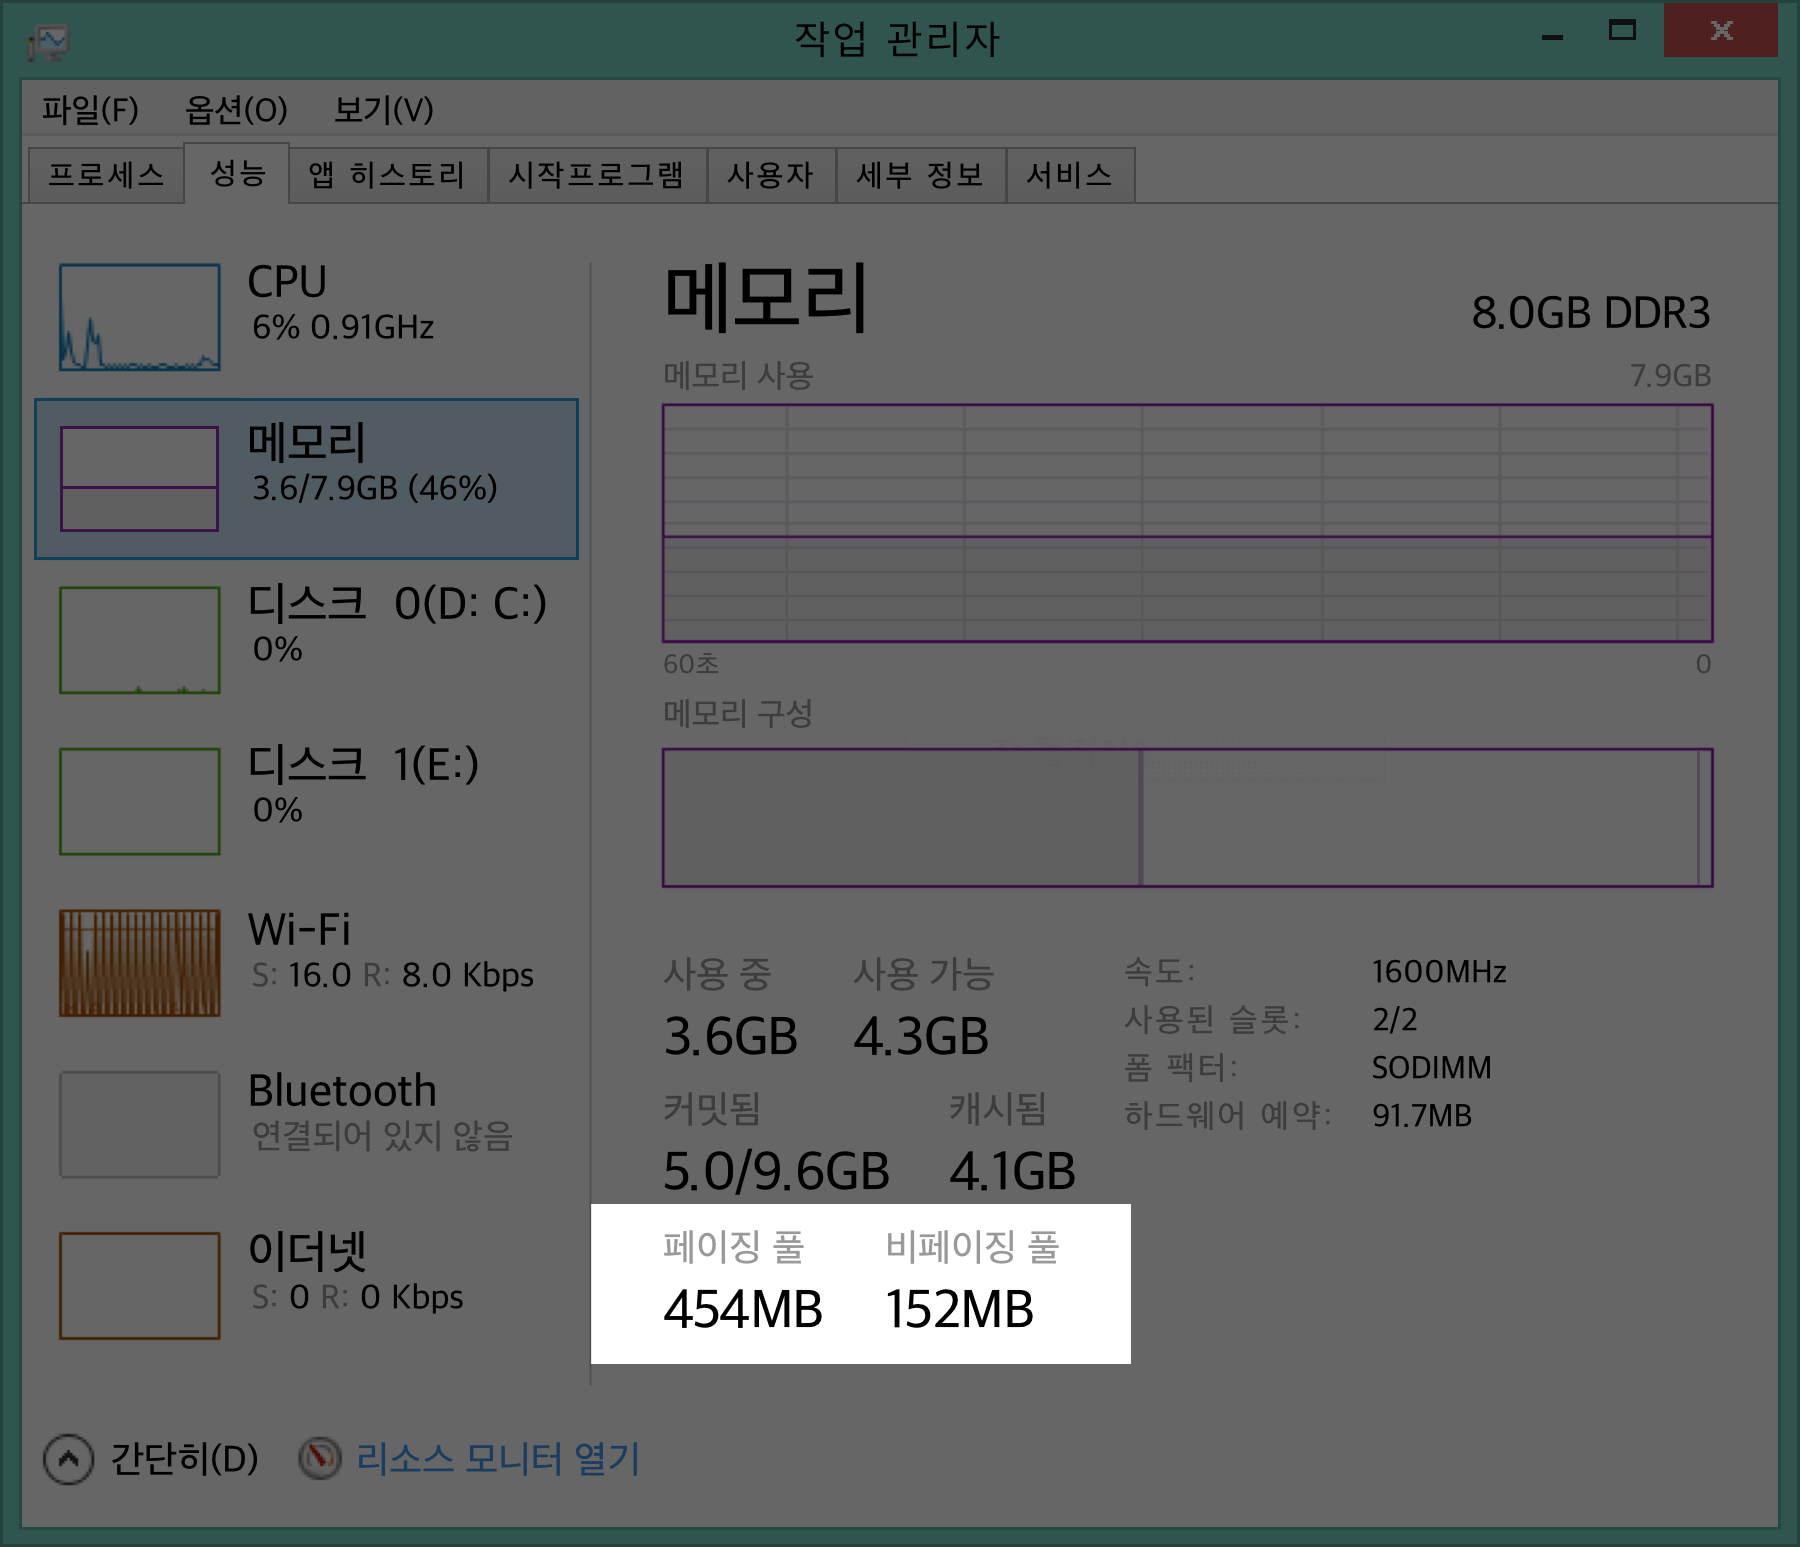 작업 관리자
파일(F) 옵션(O) 보기(V)
프로세스 성능 앱 히스토리 시작프로그램 사용자 세부 정보 서비스
CPU
6% 0.91GHz
메모리
3.6/7.9GB (46%)
디스크 0(D: C:)
0%
디스크 1(E:)
0%
Wi-Fi
S: 16.0 R: 8.0 Kbps
Bluetooth
연결되어 있지 않음
이더넷
S: 0 R: 0 Kbps
메모리
8.0GB DDR3
메모리 사용 7.9GB
60초 0
메모리 구성
사용 중 사용 가능
3.6GB 4.3GB
커밋됨 캐시됨
5.0/9.6GB 4.1GB
페이징 풀 비페이징 풀
454MB 152MB
속도: 1600MHz
사용된 슬롯: 2/2
폼 팩터: SODIMM
하드웨어 예약: 91.7MB
간단히(D) 리소스 모니터 열기